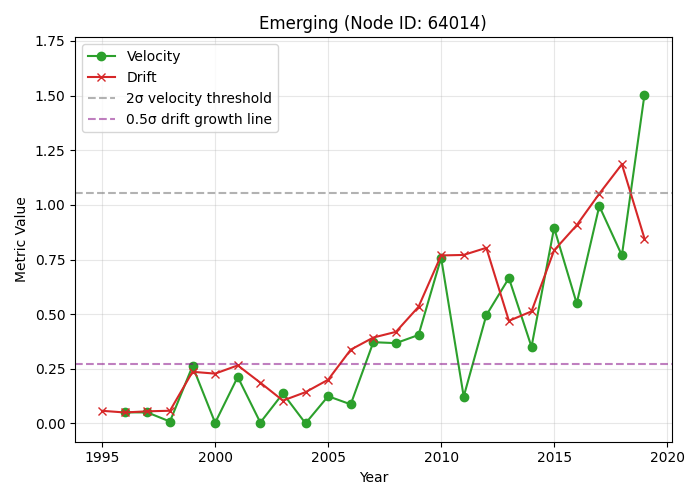 Emerging (Node ID: 64014)
Velocity
Drift
2σ velocity threshold
0.5σ drift growth line
Metric Value
1.75
1.50
1.25
1.00
0.75
0.50
0.25
0.00
1995 2000 2005 2010 2015 2020
Year